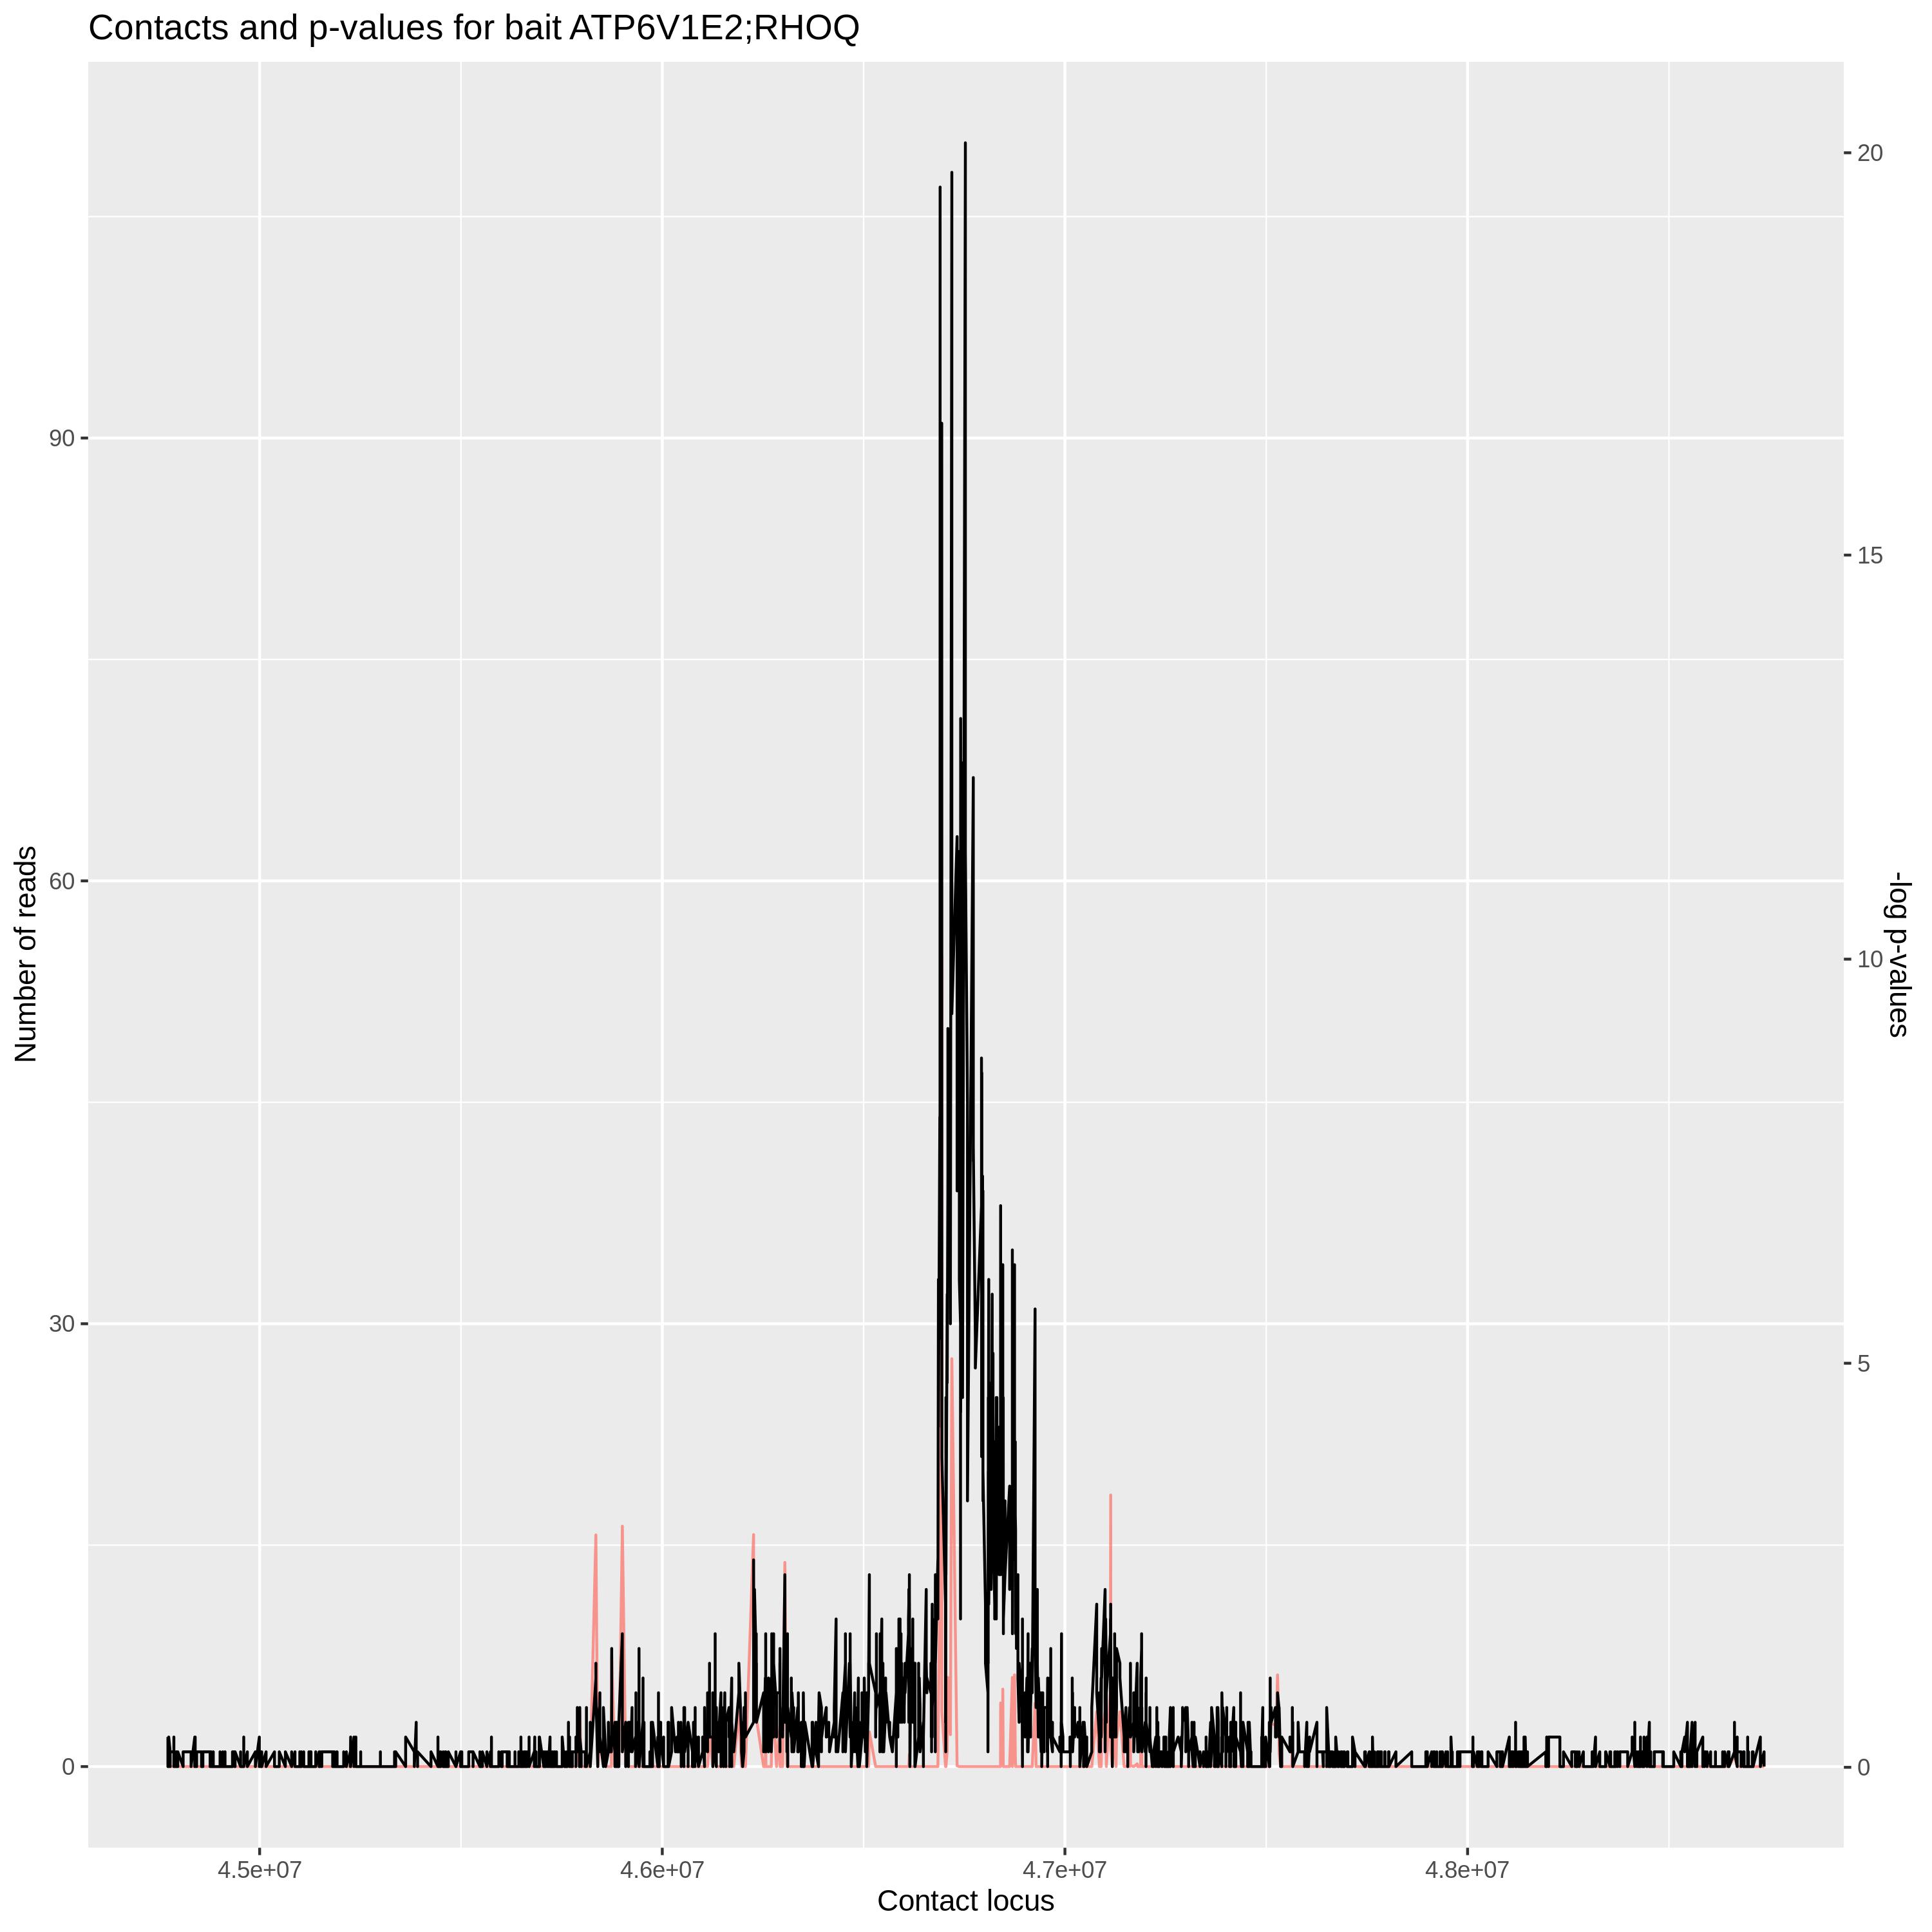 Contacts and p-values for bait ATP6V1E2;RHOQ
20
90
15
60
Number of reads
-log p-values
10
30
5
0
0
4.5e+07 4.6e+07 4.7e+07 4.8e+07
Contact locus